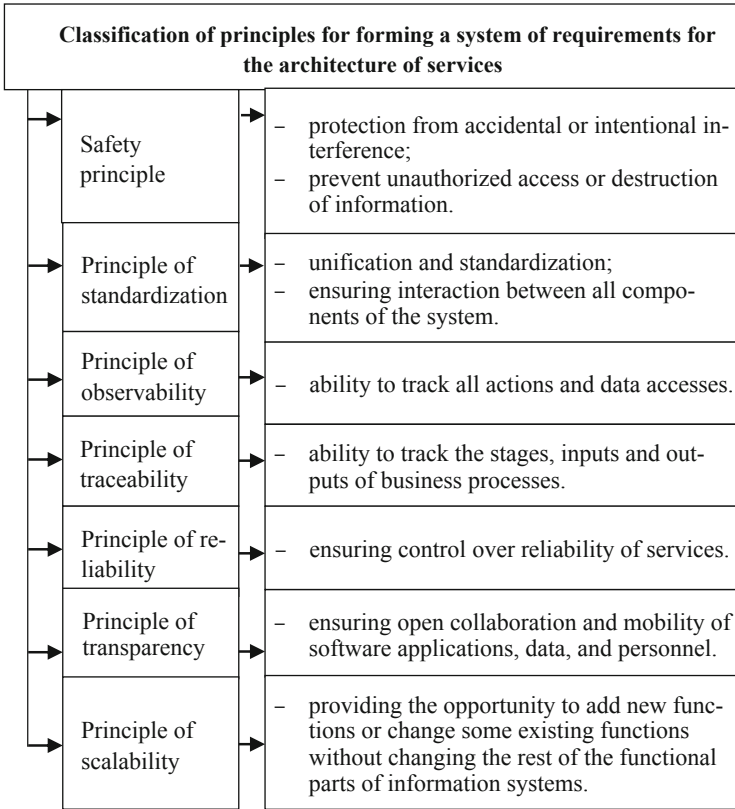 Classification of principles for forming a system of requirements for
the architecture of services
Safety
principle
– protection from accidental or intentional in-
terference;
– prevent unauthorized access or destruction
of information.
Principle of
standardization
– unification and standardization;
– ensuring interaction between all compo-
nents of the system.
Principle of
observability
– ability to track all actions and data accesses.
Principle of
traceability
– ability to track the stages, inputs and out-
puts of business processes.
Principle of re-
liability
– ensuring control over reliability of services.
Principle of
transparency
– ensuring open collaboration and mobility of
software applications, data, and personnel.
Principle of
scalability
– providing the opportunity to add new func-
tions or change some existing functions
without changing the rest of the functional
parts of information systems.